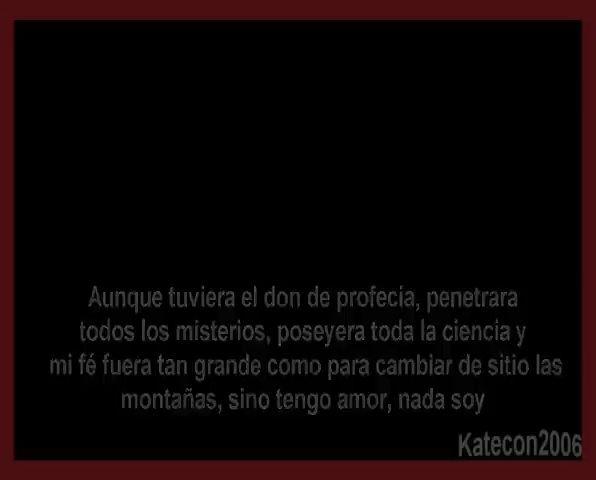 Aunque tuviera el don de profecia, penetrara
todos los misterios, poseyera toda la ciencia y
mi fé fuera tan grande como para cambiar de sitio las
montañas, sino tengo amor, nada soy
Katecon2006